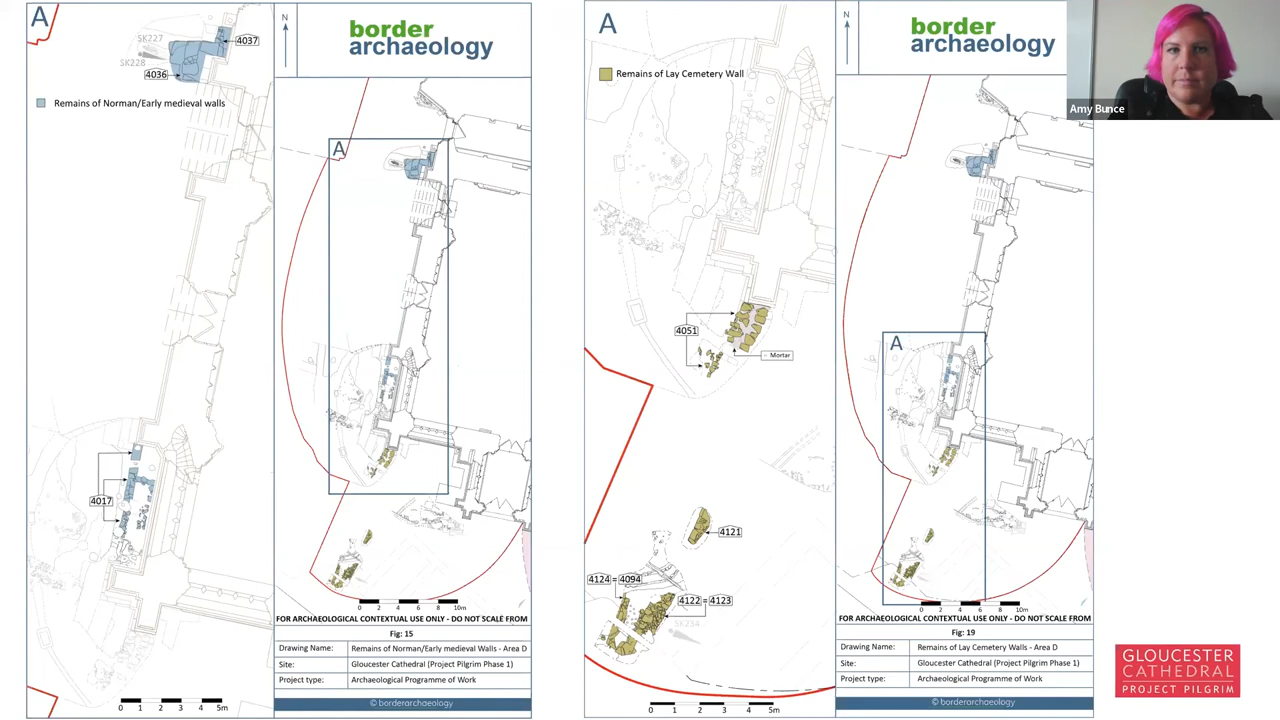 A
SK227
SK228
4037
4036
Remains of Norman/Early medieval walls
4017
0 1 2 3 4 5m
N
border
archaeology
A
0 2 4 6 8 10m
FOR ARCHAEOLOGICAL CONTEXTUAL USE ONLY - DO NOT SCALE FROM
Fig: 15
Drawing Name: Remains of Norman/Early medieval Walls - Area D
Site: Gloucester Cathedral (Project Pilgrim Phase 1)
Project type: Archaeological Programme of Work
© borderarchaeology
A
Remains of Lay Cemetery Wall
4051
Mortar
4121
4124 = 4094
4122 = 4123
SK234
0 1 2 3 4 5m
N
border
archaeology
A
0 2 4 6 8 10m
FOR ARCHAEOLOGICAL CONTEXTUAL USE ONLY - DO NOT SCALE FROM
Fig: 19
Drawing Name: Remains of Lay Cemetery Walls - Area D
Site: Gloucester Cathedral (Project Pilgrim Phase 1)
Project type: Archaeological Programme of Work
© borderarchaeology
Amy Bunce
GLOUCESTER
CATHEDRAL
PROJECT PILGRIM